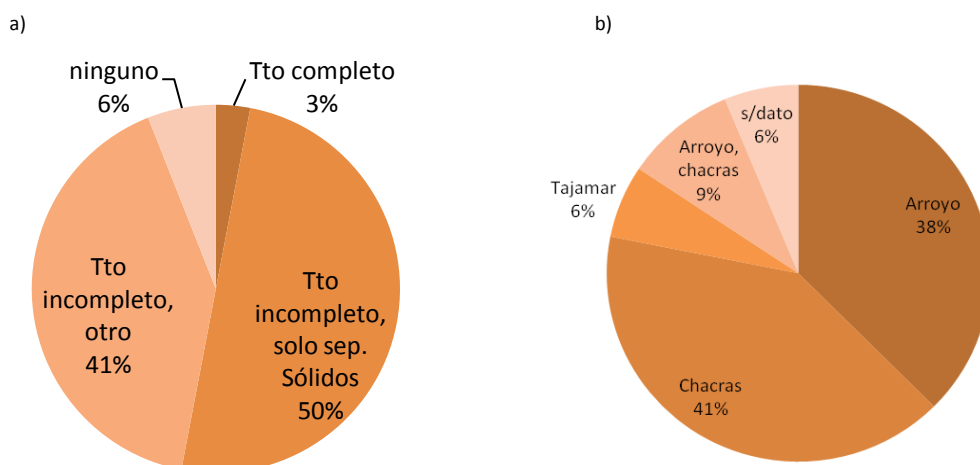 a)
ninguno
6%
Tto completo
3%
Tto
incompleto,
otro
41%
Tto
incompleto,
solo sep.
Sólidos
50%
b)
s/dato
6%
Arroyo,
chacras
9%
Tajamar
6%
Arroyo
38%
Chacras
41%